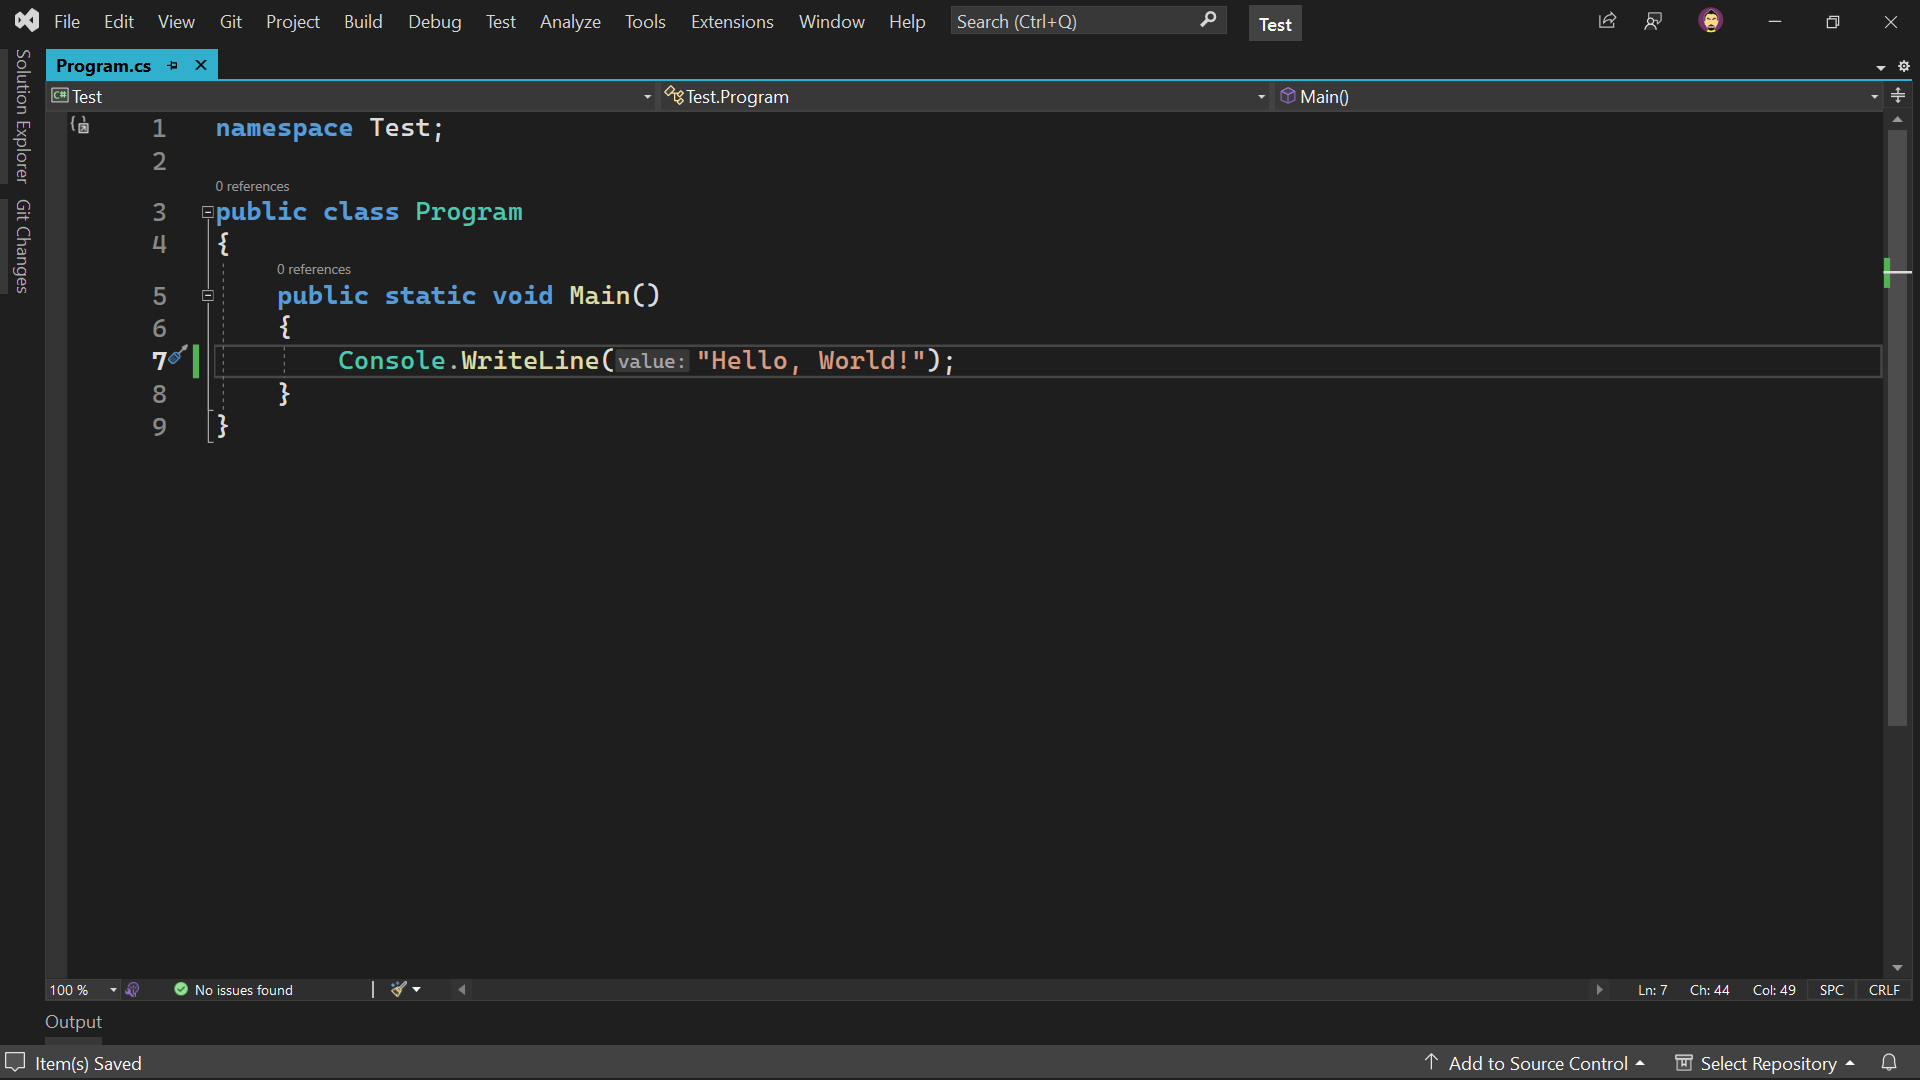 File Edit View Git Project Build Debug Test Analyze Tools Extensions Window Help Search (Ctrl+Q) Test
Solution Explorer
Git Changes
Program.cs
C# Test Test.Program Main()
1 namespace Test;
2
0 references
3 public class Program
4 {
0 references
5 public static void Main()
6 {
7 Console.WriteLine(value: "Hello, World!");
8 }
9 }
100 % No issues found Ln: 7 Ch: 44 Col: 49 SPC CRLF
Output
Item(s) Saved Add to Source Control Select Repository